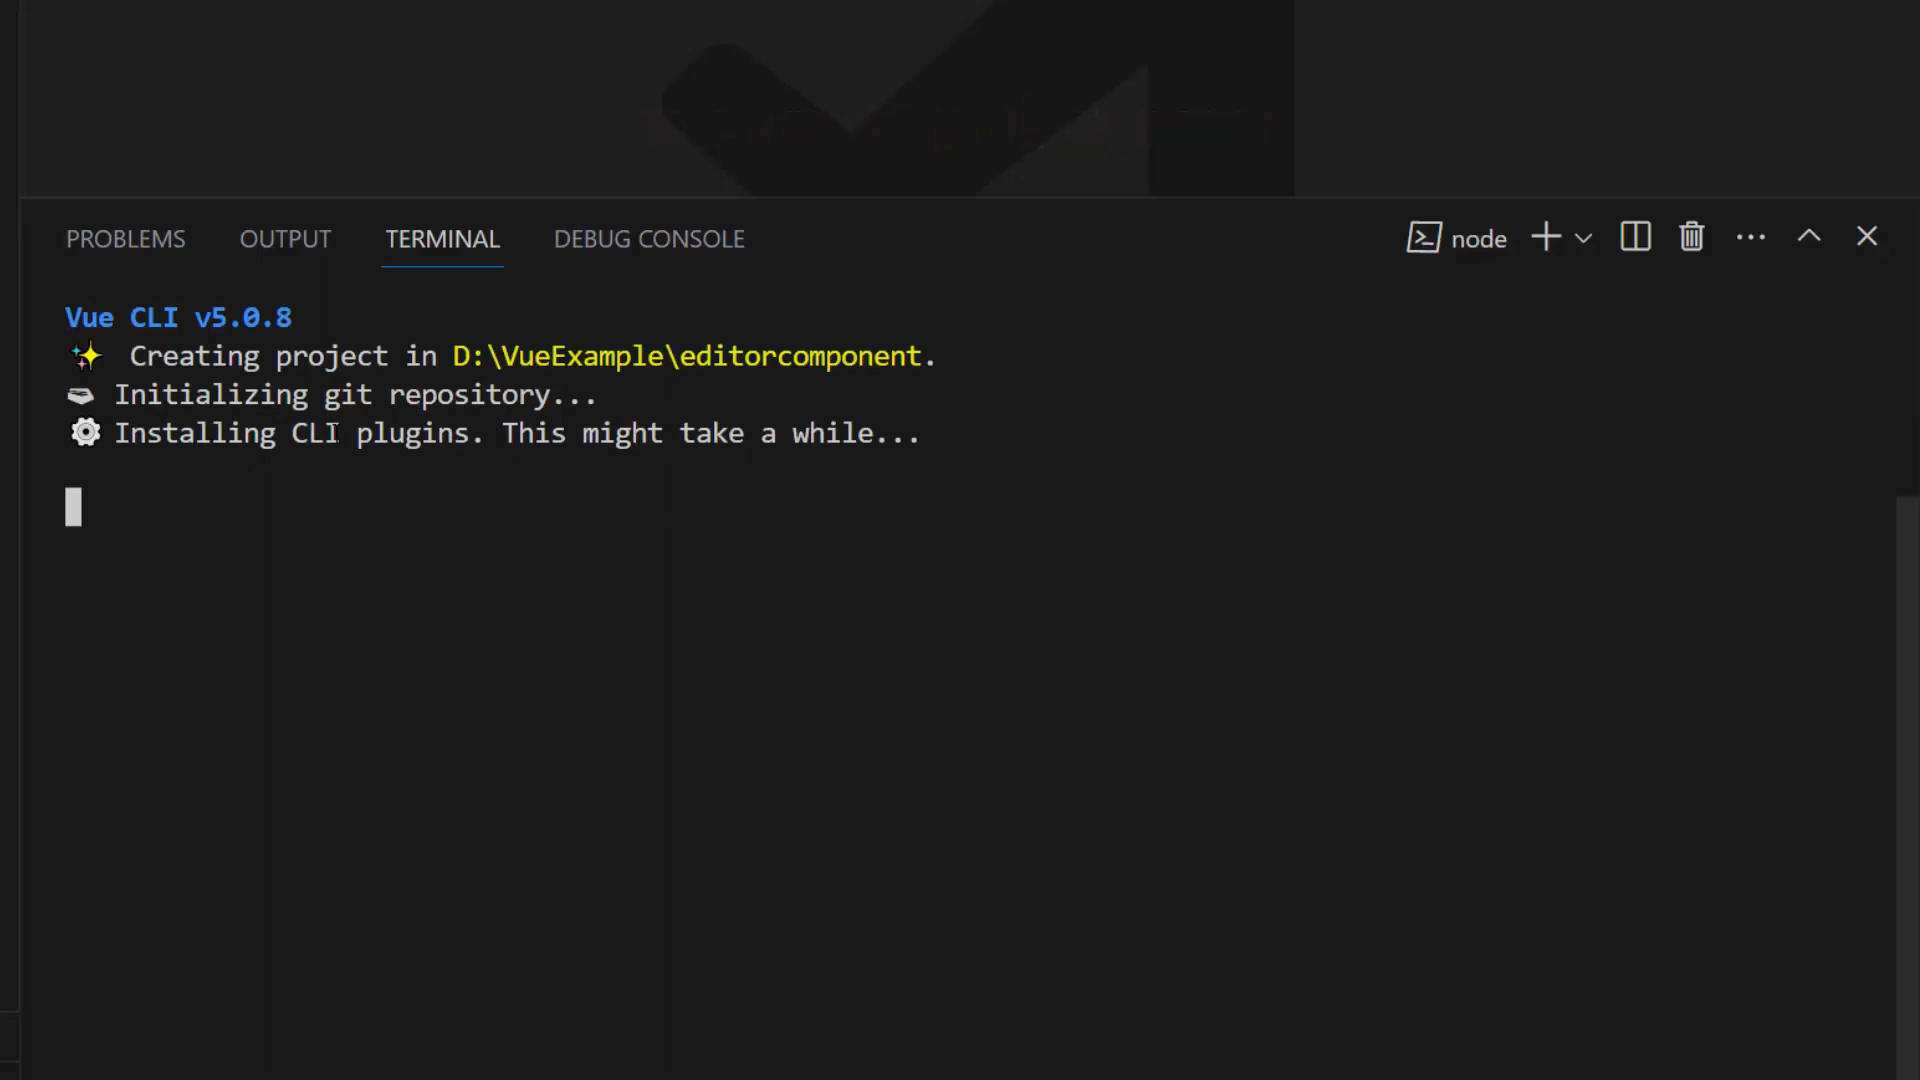 PROBLEMS OUTPUT TERMINAL DEBUG CONSOLE node
Vue CLI v5.0.8
✨ Creating project in D:\VueExample\editorcomponent.
🗃 Initializing git repository...
⚙ Installing CLI plugins. This might take a while...